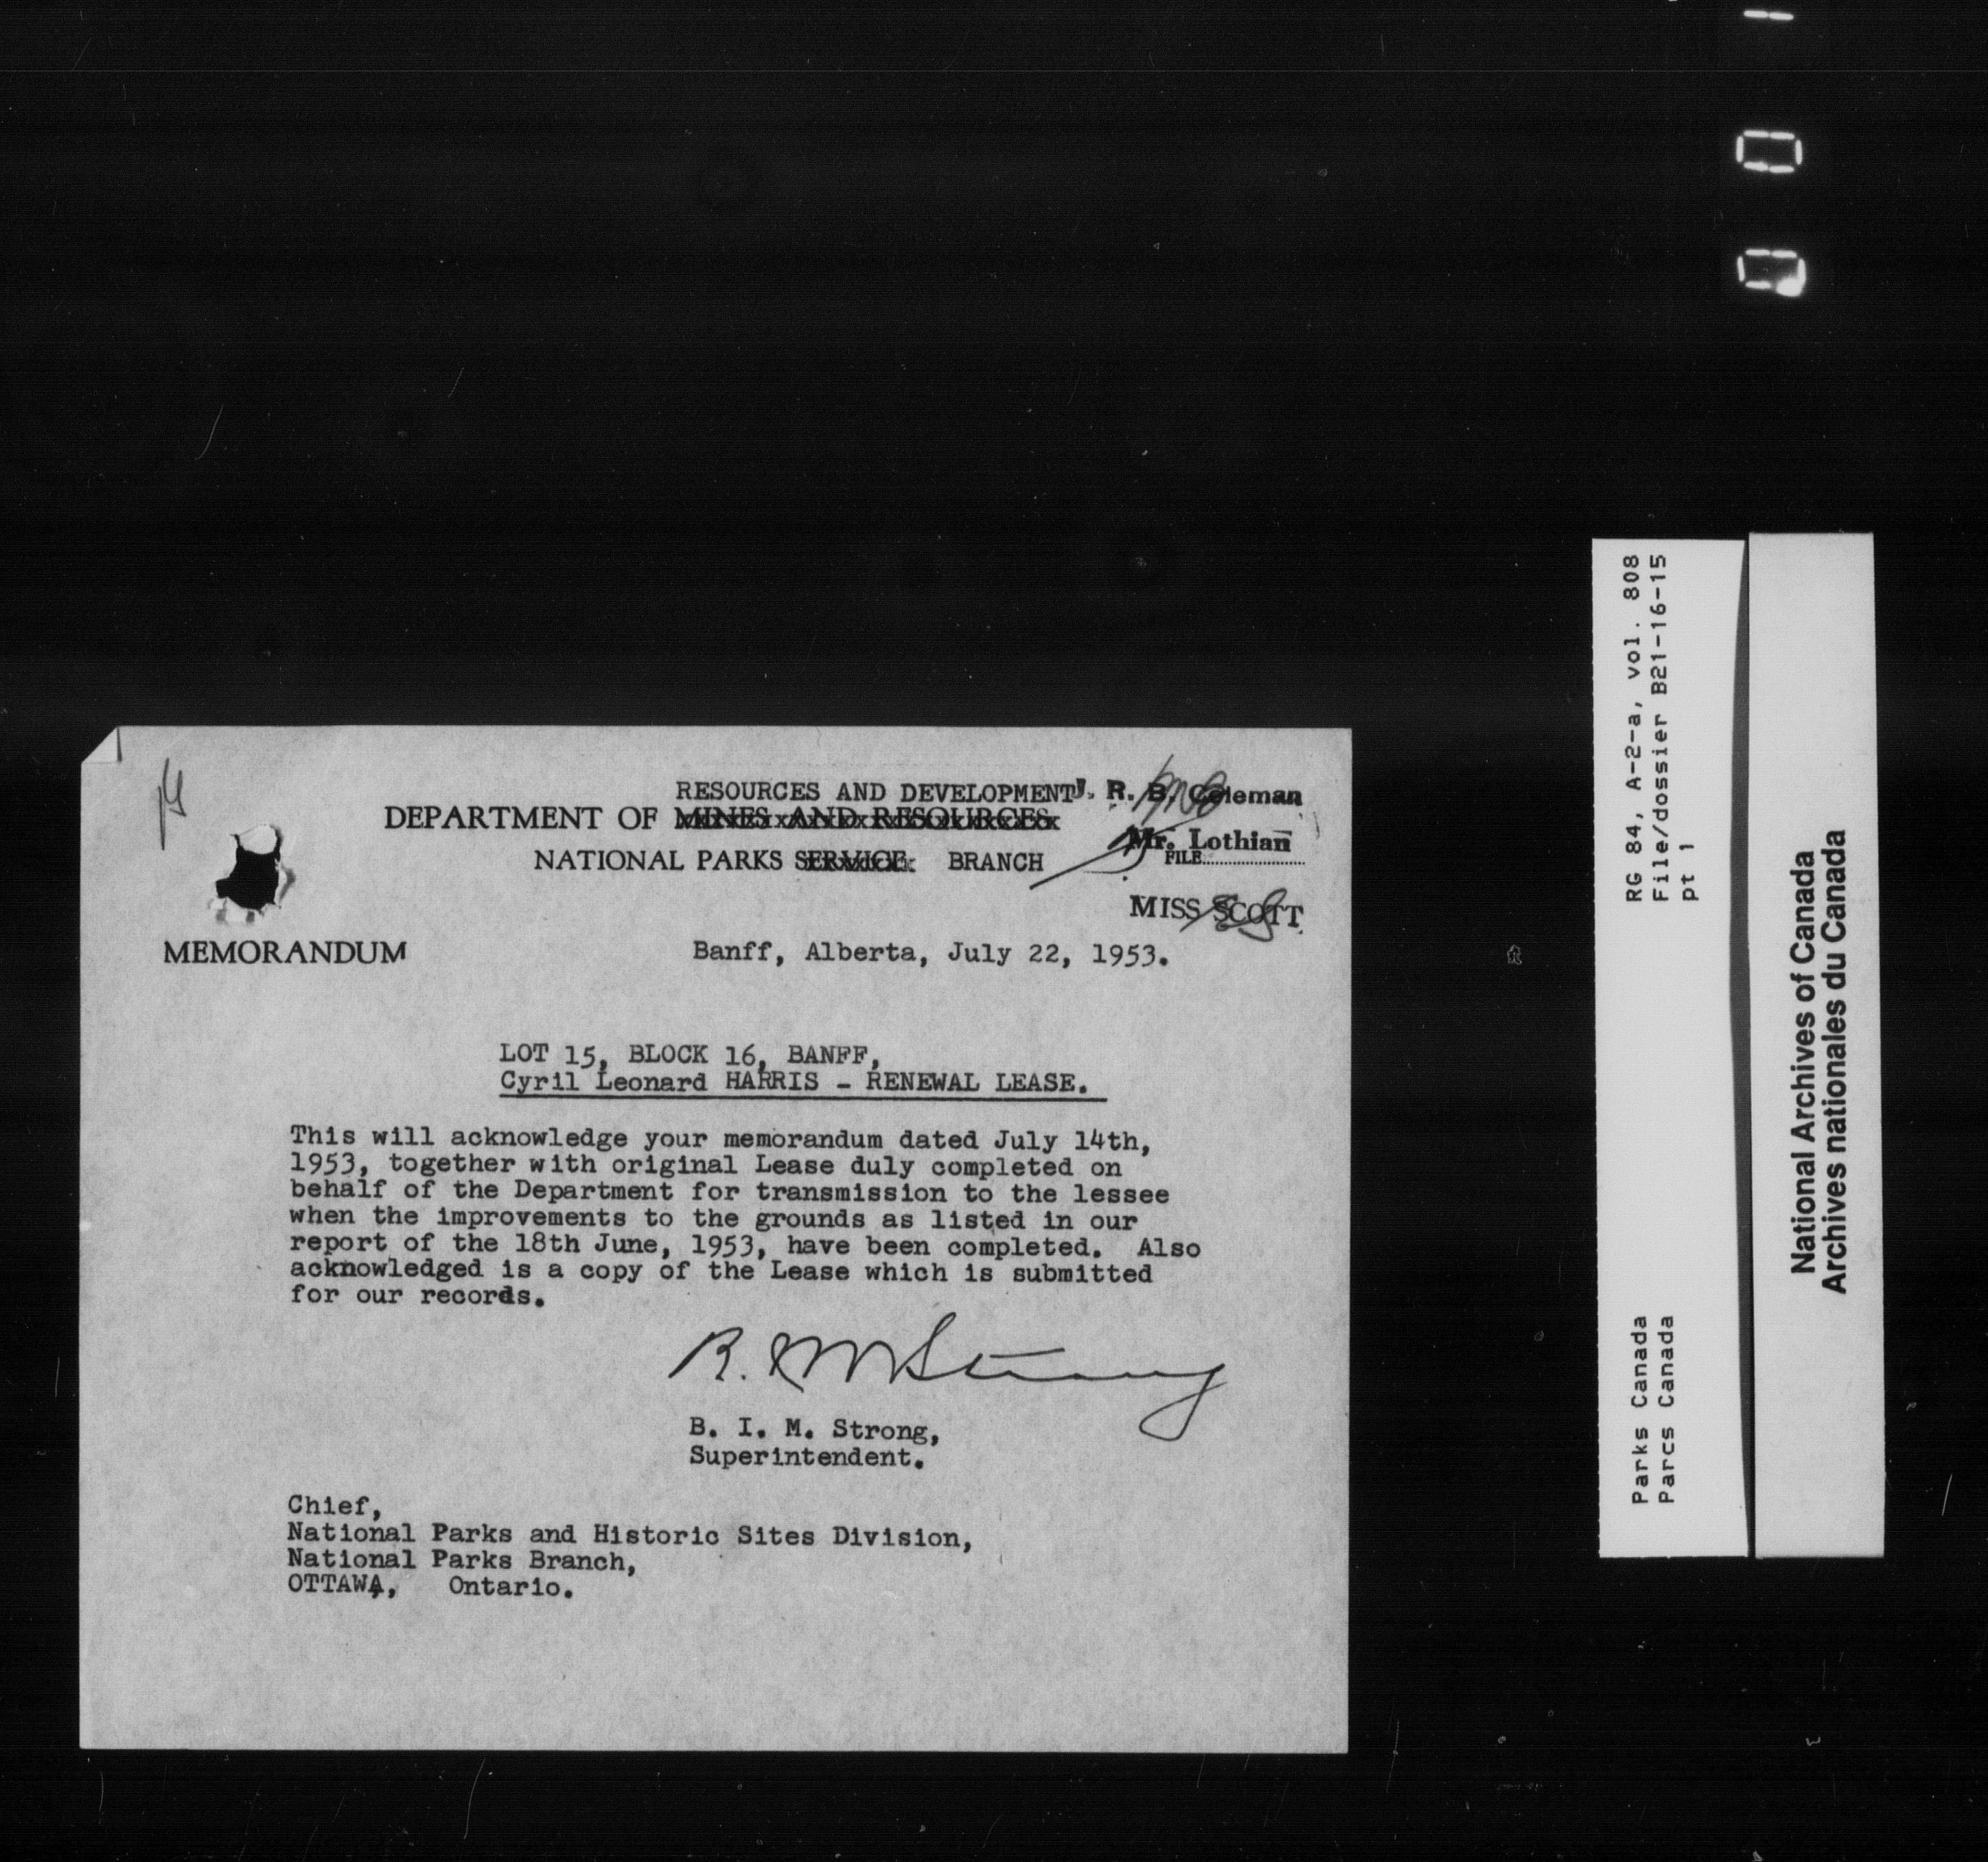 RESOURCES AND DEVELOPMENT J. R. B. Coleman
DEPARTMENT OF MINES AND RESOURCES
Mr. Lothian
NATIONAL PARKS SERVICE BRANCH
FILE
MISS SCOTT
MEMORANDUM
Banff, Alberta, July 22, 1953.
LOT 15, BLOCK 16, BANFF,
Cyril Leonard HARRIS - RENEWAL LEASE.
This will acknowledge your memorandum dated July 14th,
1953, together with original Lease duly completed on
behalf of the Department for transmission to the lessee
when the improvements to the grounds as listed in our
report of the 18th June, 1953, have been completed. Also
acknowledged is a copy of the Lease which is submitted
for our records.
B. I. M. Strong,
Superintendent.
Chief,
National Parks and Historic Sites Division,
National Parks Branch,
OTTAWA, Ontario.
RG 84, A-2-a, vol. 808
File/dossier B21-16-15
pt 1
Parks Canada
Parcs Canada
National Archives of Canada
Archives nationales du Canada